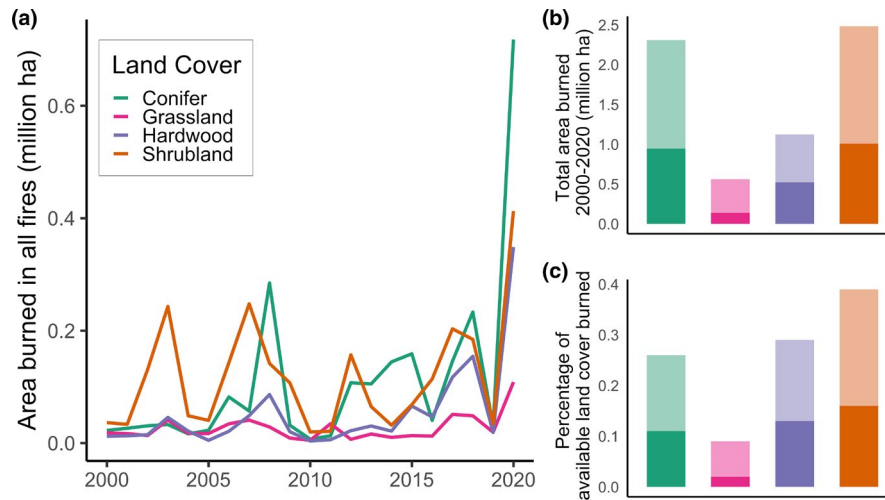 (a)
Area burned in all fires (million ha)
0.6
0.4
0.2
0.0
Land Cover
Conifer
Grassland
Hardwood
Shrubland
2000
2005
2010
2015
2020
(b)
Total area burned
2000-2020 (million ha)
2.5
2.0
1.5
1.0
0.5
0.0
(c)
Percentage of
available land cover burned
0.4
0.3
0.2
0.1
0.0